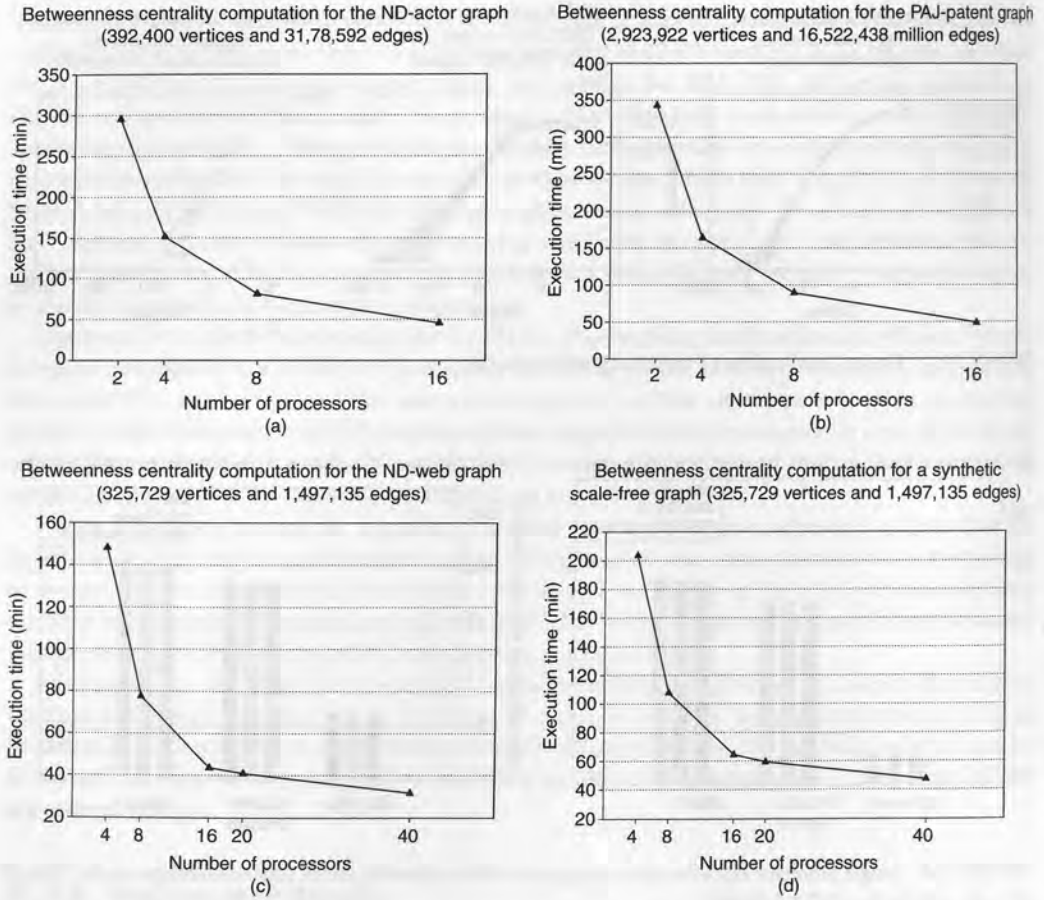 Betweenness centrality computation for the ND-actor graph
(392,400 vertices and 31,78,592 edges)
350
300
250
200
150
100
50
0
Execution time (min)
2 4 8 16
Number of processors
(a)
Betweenness centrality computation for the PAJ-patent graph
(2,923,922 vertices and 16,522,438 million edges)
400
350
300
250
200
150
100
50
0
Execution time (min)
2 4 8 16
Number of processors
(b)
Betweenness centrality computation for the ND-web graph
(325,729 vertices and 1,497,135 edges)
160
140
120
100
80
60
40
20
Execution time (min)
4 8 16 20 40
Number of processors
(c)
Betweenness centrality computation for a synthetic
scale-free graph (325,729 vertices and 1,497,135 edges)
220
200
180
160
140
120
100
80
60
40
20
Execution time (min)
4 8 16 20 40
Number of processors
(d)